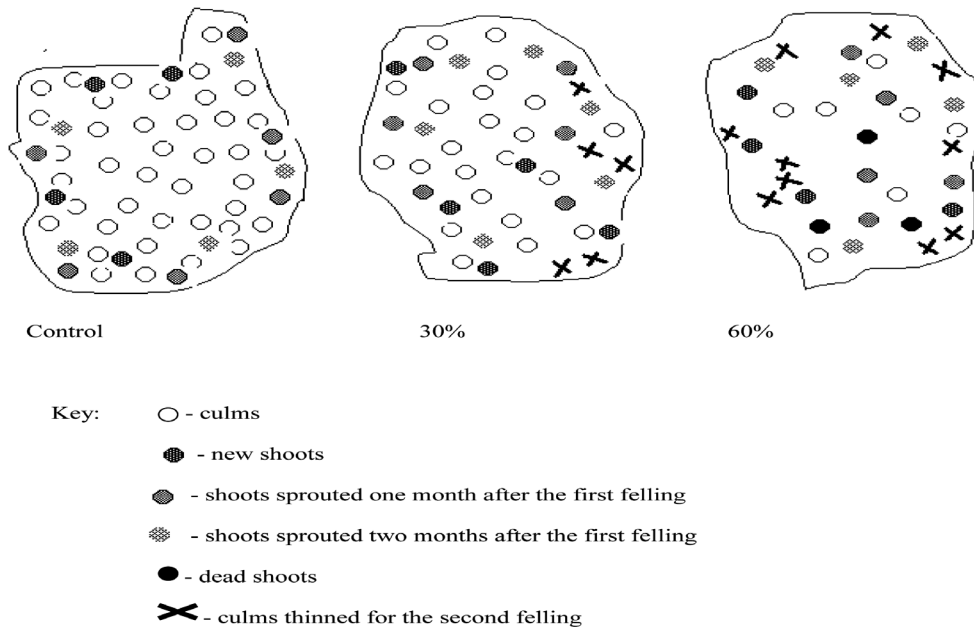 Control 30% 60%
Key: - culms
- new shoots
- shoots sprouted one month after the first felling
- shoots sprouted two months after the first felling
- dead shoots
- culms thinned for the second felling